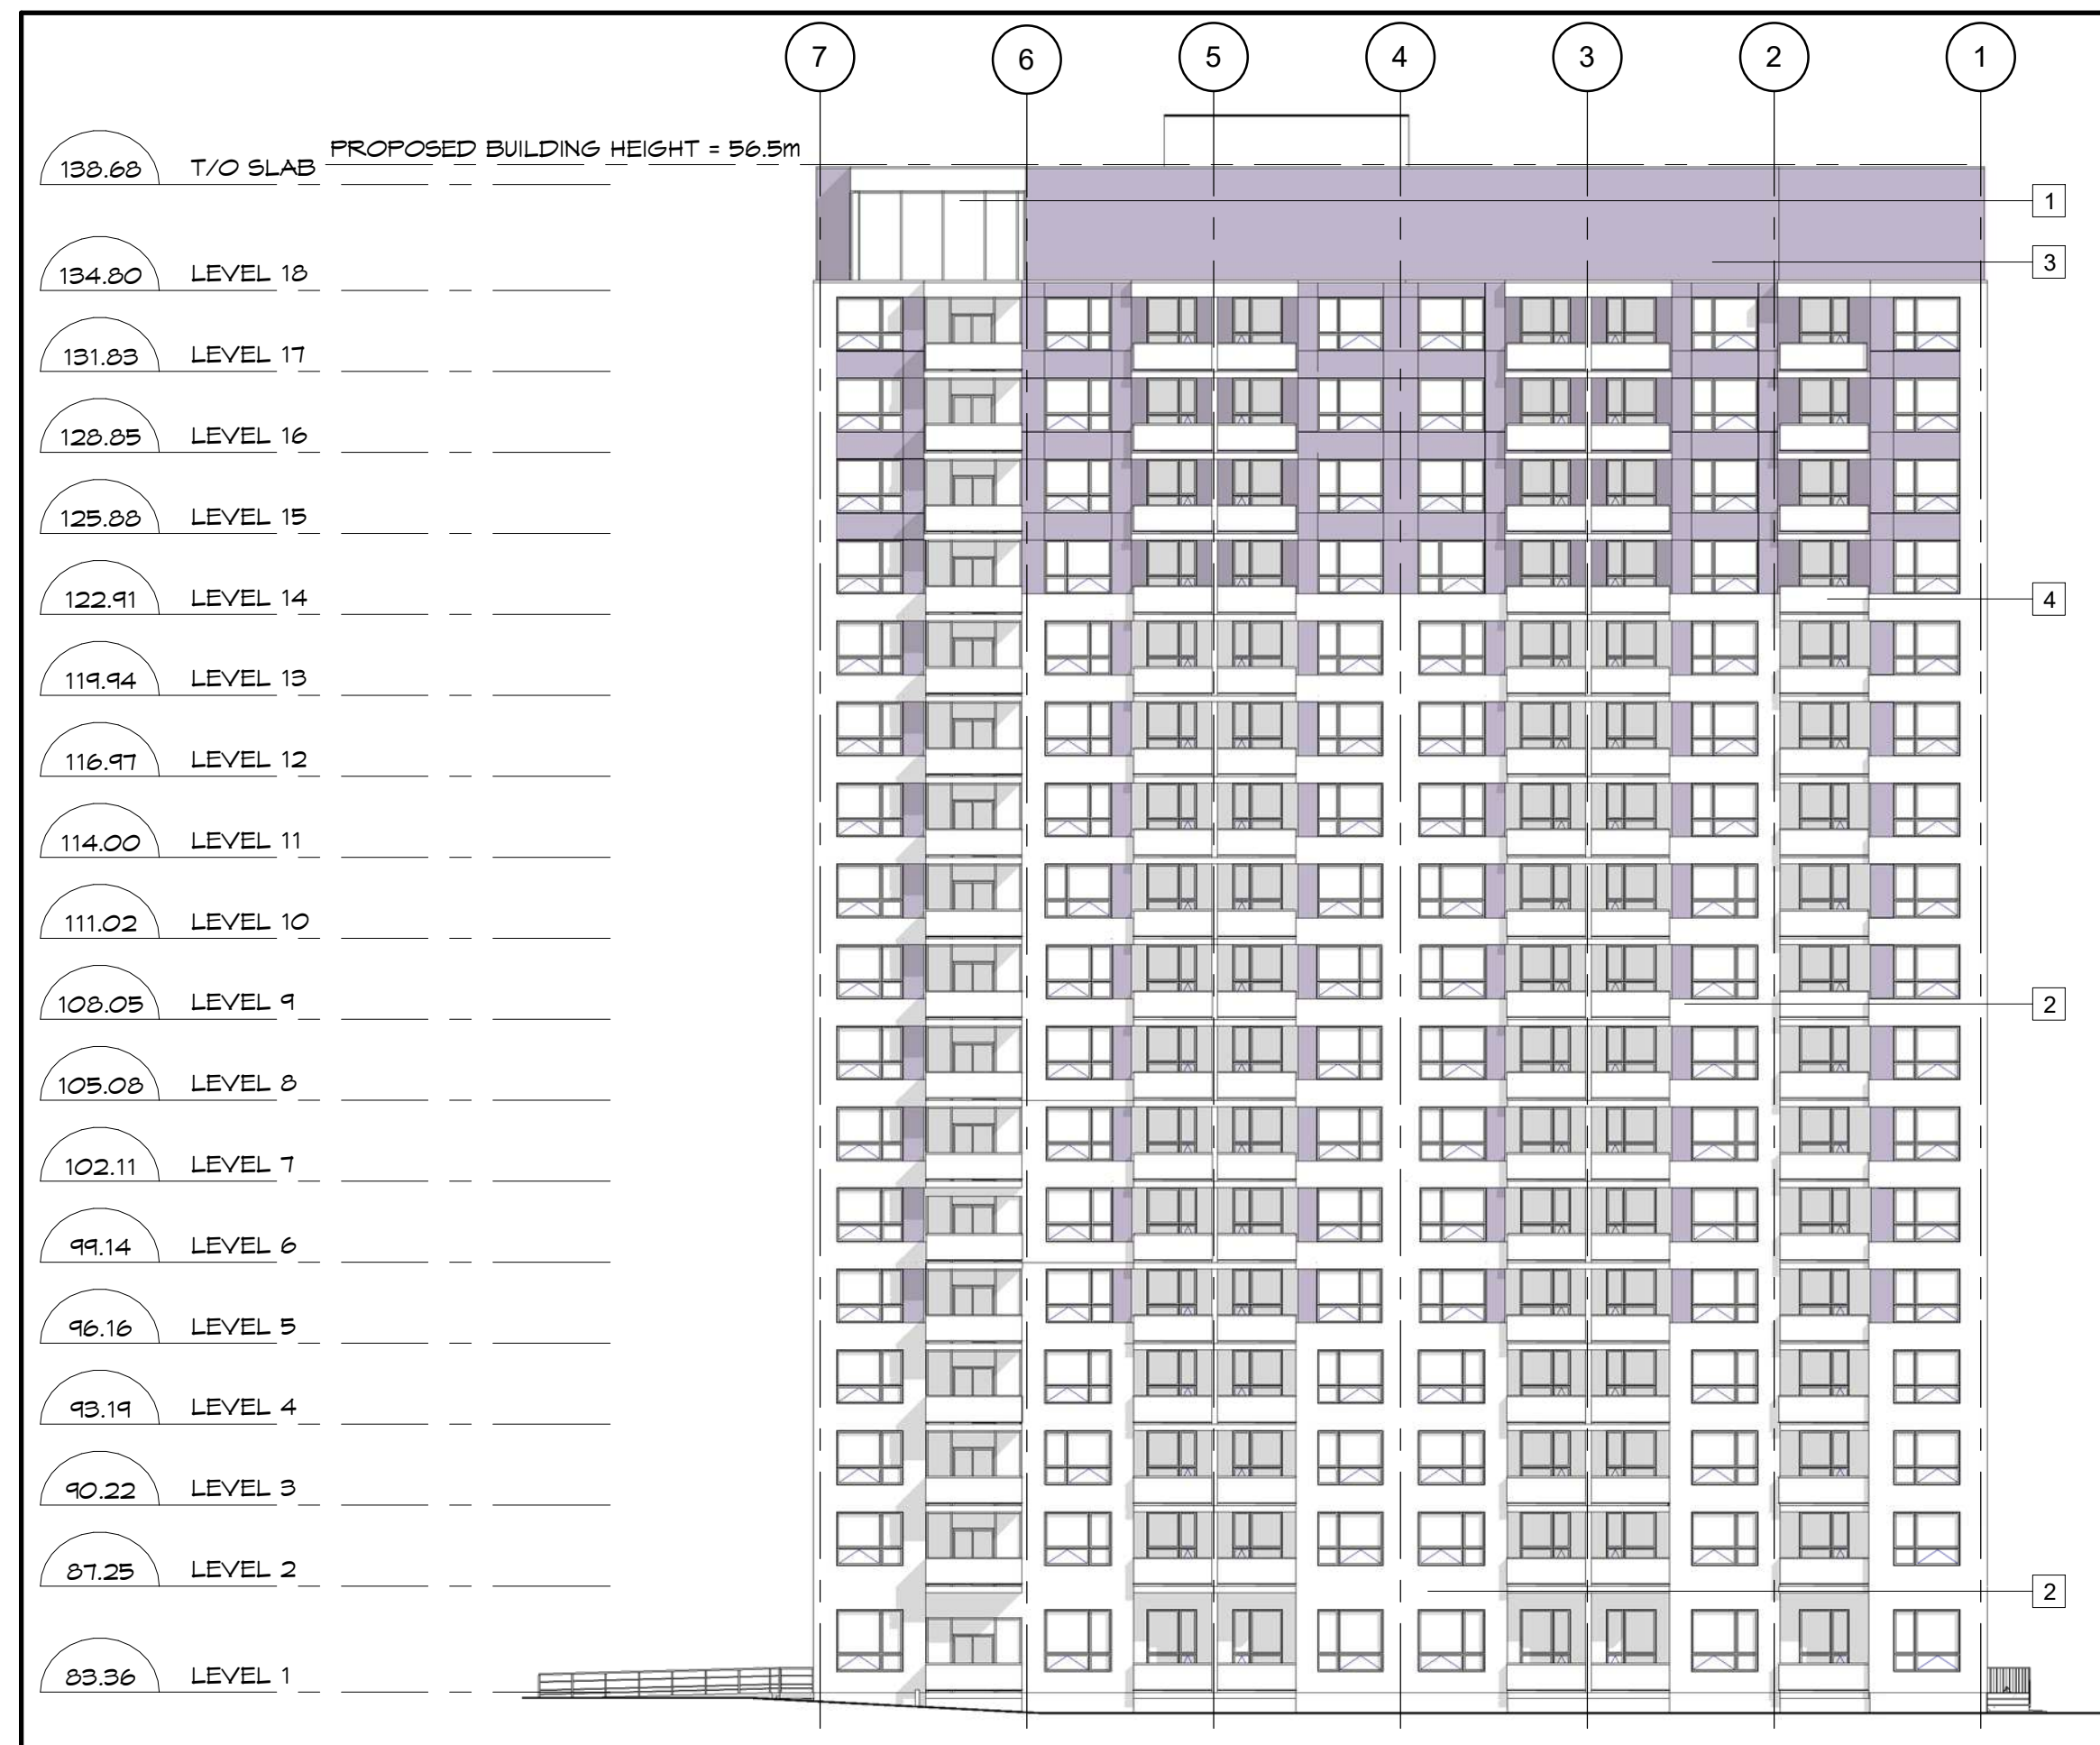 7 6 5 4 3 2 1
PROPOSED BUILDING HEIGHT = 56.5m
138.68 T/O SLAB
1
3
134.80 LEVEL 18
131.83 LEVEL 17
128.85 LEVEL 16
125.88 LEVEL 15
122.91 LEVEL 14
4
119.94 LEVEL 13
116.97 LEVEL 12
114.00 LEVEL 11
111.02 LEVEL 10
108.05 LEVEL 9
2
105.08 LEVEL 8
102.11 LEVEL 7
99.14 LEVEL 6
96.16 LEVEL 5
93.19 LEVEL 4
90.22 LEVEL 3
87.25 LEVEL 2
2
83.36 LEVEL 1